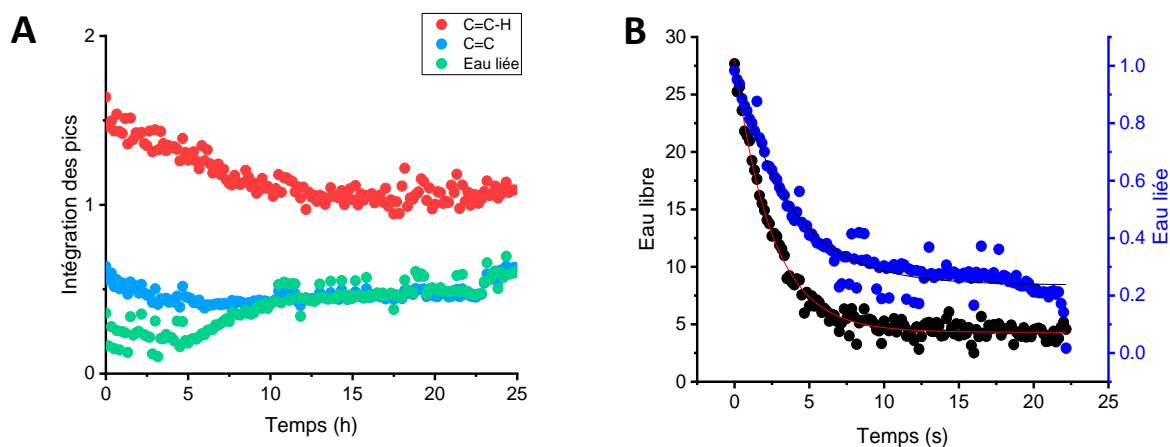 A
C=C-H
C=C
Eau liée
Intégration des pics
2
1
0
0 5 10 15 20 25
Temps (h)
B
Eau libre
30
25
20
15
10
5
0
1.0
0.8
0.6
0.4
0.2
0.0
Eau liée
0 5 10 15 20 25
Temps (s)